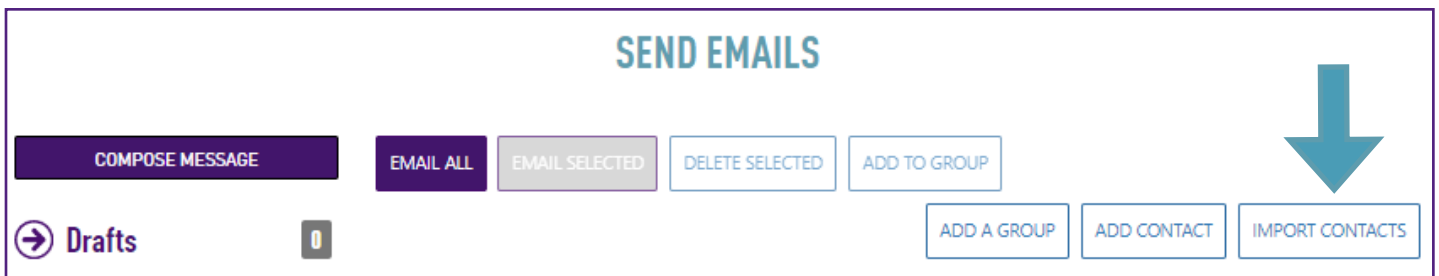 SEND EMAILS
COMPOSE MESSAGE
EMAIL ALL
EMAIL SELECTED
DELETE SELECTED
ADD TO GROUP
Drafts
0
ADD A GROUP
ADD CONTACT
IMPORT CONTACTS